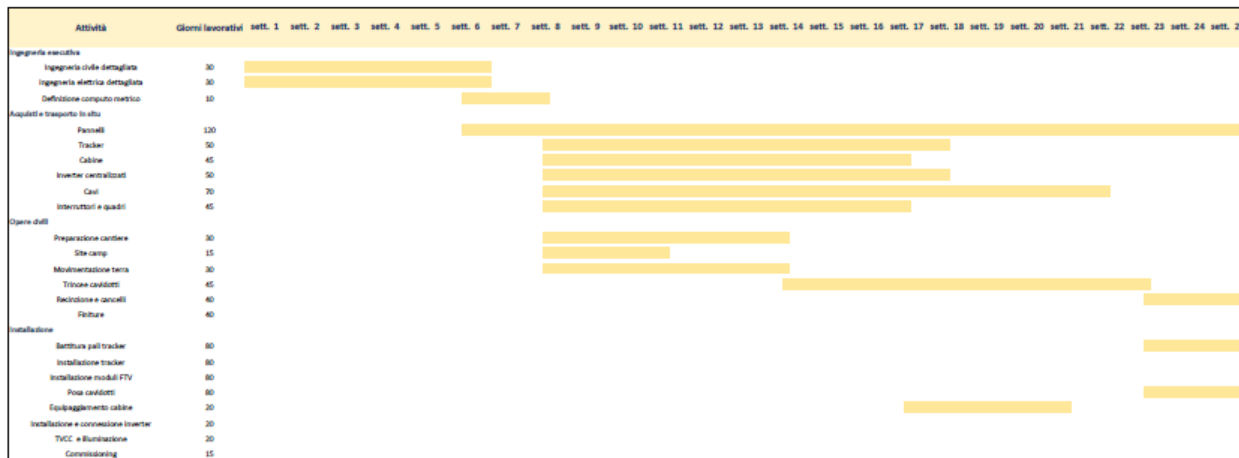 Attività Giorni lavorativi sett. 1 sett. 2 sett. 3 sett. 4 sett. 5 sett. 6 sett. 7 sett. 8 sett. 9 sett. 10 sett. 11 sett. 12 sett. 13 sett. 14 sett. 15 sett. 16 sett. 17 sett. 18 sett. 19 sett. 20 sett. 21 sett. 22 sett. 23 sett. 24 sett. 2
Ingegneria esecutiva
Ingegneria civile dettagliata 30
Ingegneria elettrica dettagliata 30
Definizione computo metrico 10
Acquisti e trasporto in situ
Pannelli 120
Tracker 50
Cabine 45
Inverter centralizzati 50
Cavi 70
Interruttori e quadri 45
Opere civili
Preparazione cantiere 30
Site camp 15
Movimentazione terra 30
Trincee cavidotti 45
Recinzione e cancelli 40
Finiture 40
Installazione
Battitura pali tracker 80
Installazione tracker 80
Installazione moduli FTV 80
Posa cavidotti 80
Equipaggiamento cabine 20
Installazione e connessione inverter 20
TVCC e illuminazione 20
Commissioning 15